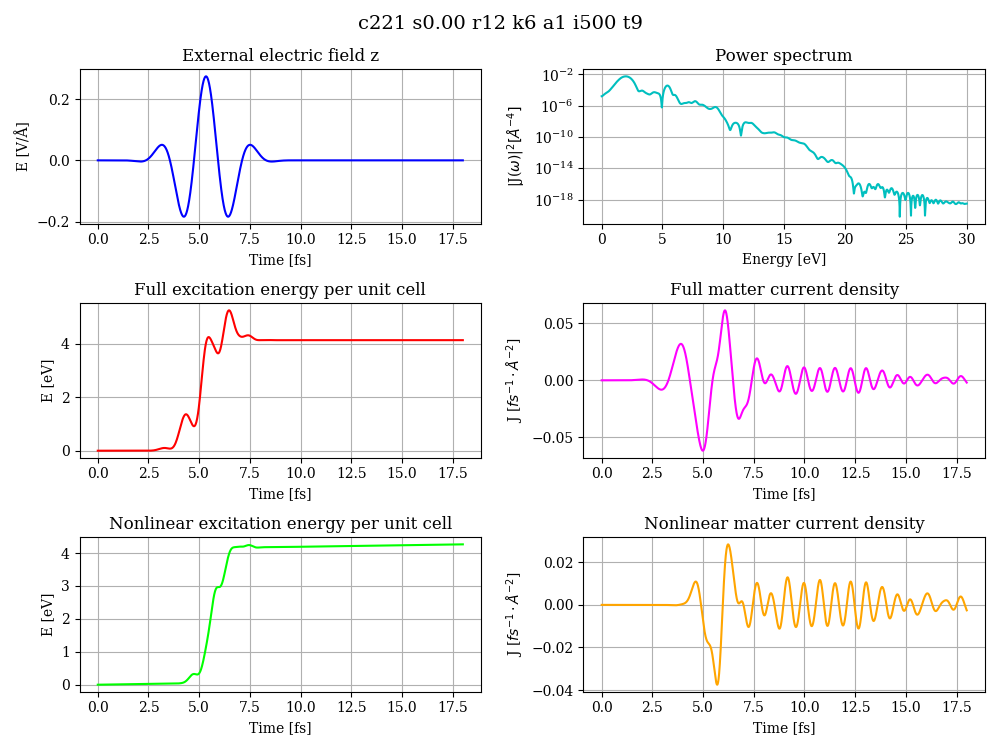 c221 s0.00 r12 k6 a1 i500 t9
External electric field z
E [V/Å]
0.2
0.0
−0.2
0.0 2.5 5.0 7.5 10.0 12.5 15.0 17.5
Time [fs]
Power spectrum
|J(ω)|²[Å⁻⁴]
10⁻²
10⁻⁶
10⁻¹⁰
10⁻¹⁴
10⁻¹⁸
0 5 10 15 20 25 30
Energy [eV]
Full excitation energy per unit cell
E [eV]
4
2
0
0.0 2.5 5.0 7.5 10.0 12.5 15.0 17.5
Time [fs]
Full matter current density
J [fs⁻¹ · Å⁻²]
0.05
0.00
−0.05
0.0 2.5 5.0 7.5 10.0 12.5 15.0 17.5
Time [fs]
Nonlinear excitation energy per unit cell
E [eV]
4
3
2
1
0
0.0 2.5 5.0 7.5 10.0 12.5 15.0 17.5
Time [fs]
Nonlinear matter current density
J [fs⁻¹ · Å⁻²]
0.02
0.00
−0.02
−0.04
0.0 2.5 5.0 7.5 10.0 12.5 15.0 17.5
Time [fs]